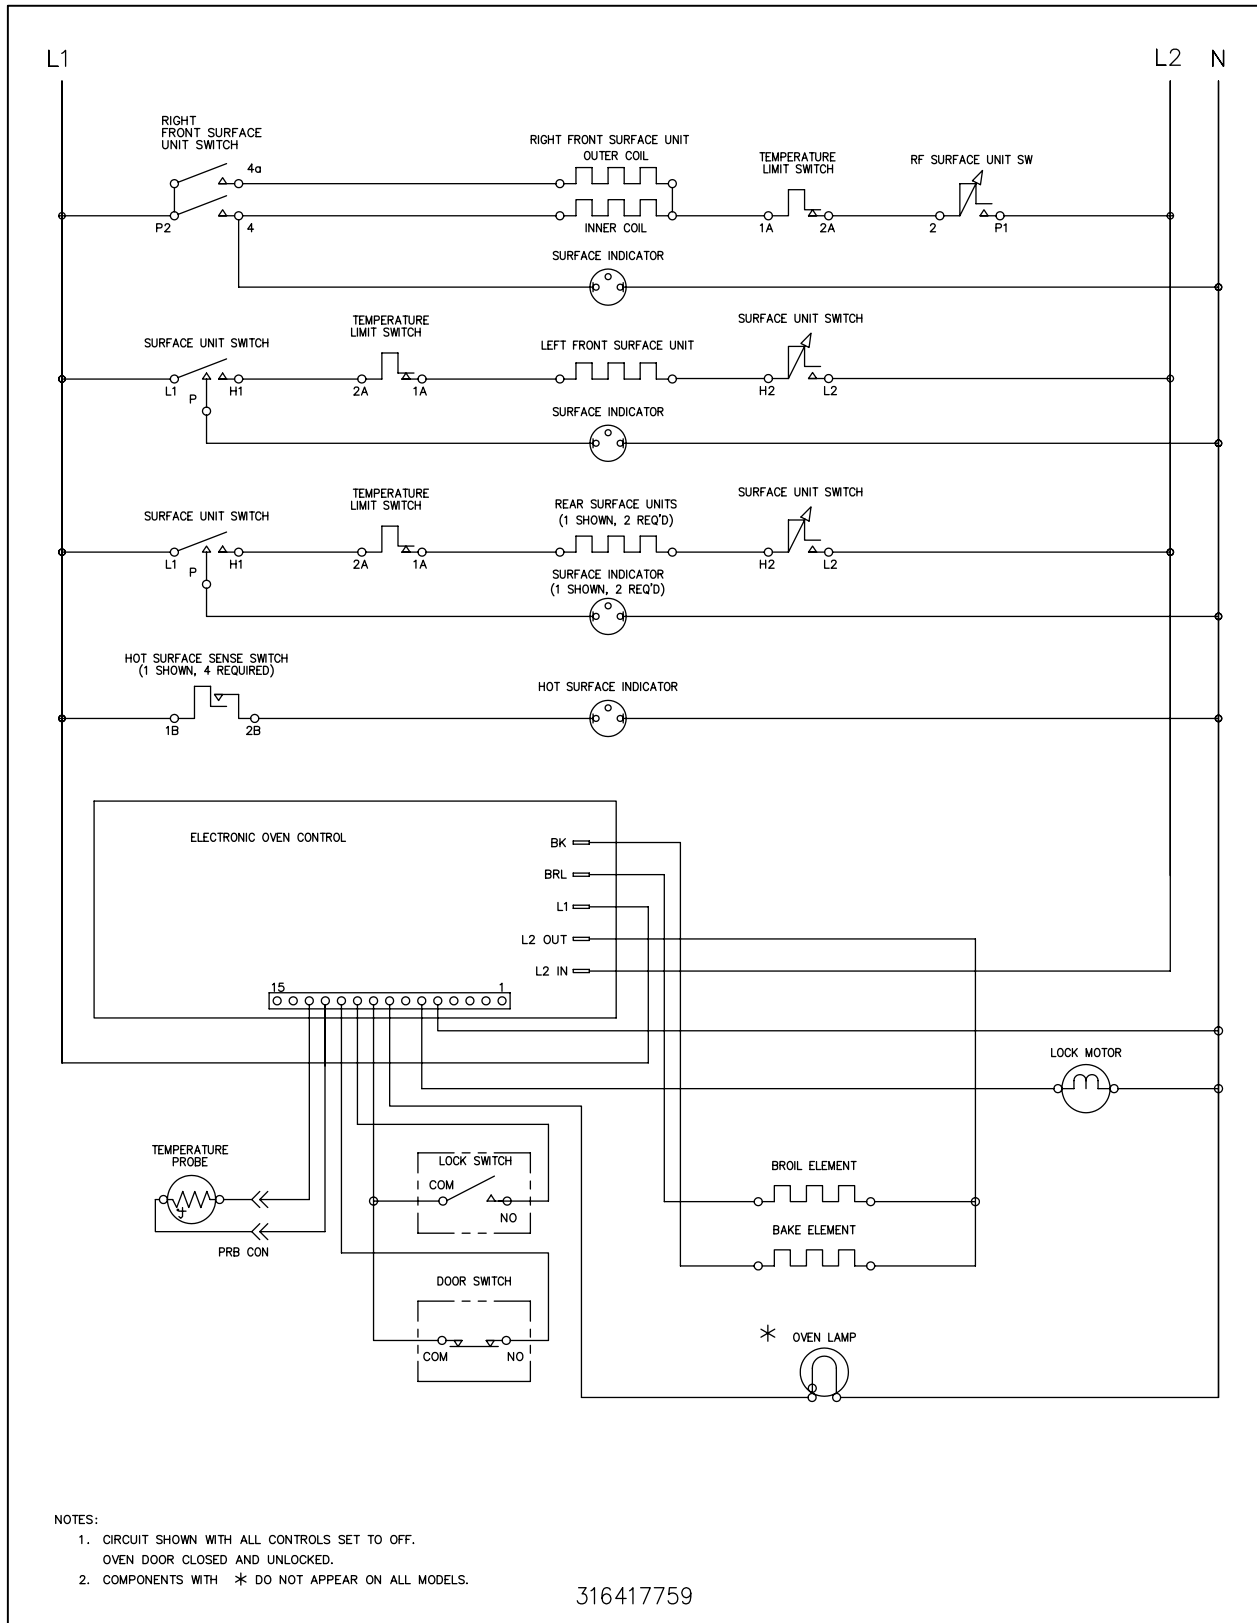 L1
L2 N
RIGHT
FRONT SURFACE
UNIT SWITCH
4a
P2
4
RIGHT FRONT SURFACE UNIT
OUTER COIL
INNER COIL
TEMPERATURE
LIMIT SWITCH
1A
2A
RF SURFACE UNIT SW
2
P1
SURFACE INDICATOR
SURFACE UNIT SWITCH
L1
P
H1
TEMPERATURE
LIMIT SWITCH
2A
1A
LEFT FRONT SURFACE UNIT
SURFACE UNIT SWITCH
H2
L2
SURFACE INDICATOR
SURFACE UNIT SWITCH
L1
P
H1
TEMPERATURE
LIMIT SWITCH
2A
1A
REAR SURFACE UNITS
(1 SHOWN, 2 REQ'D)
SURFACE UNIT SWITCH
H2
L2
SURFACE INDICATOR
(1 SHOWN, 2 REQ'D)
HOT SURFACE SENSE SWITCH
(1 SHOWN, 4 REQUIRED)
1B
2B
HOT SURFACE INDICATOR
ELECTRONIC OVEN CONTROL
BK
BRL
L1
L2 OUT
L2 IN
15
1
LOCK MOTOR
TEMPERATURE
PROBE
PRB CON
LOCK SWITCH
COM
NO
BROIL ELEMENT
BAKE ELEMENT
DOOR SWITCH
COM
NO
* OVEN LAMP
NOTES:
1. CIRCUIT SHOWN WITH ALL CONTROLS SET TO OFF.
OVEN DOOR CLOSED AND UNLOCKED.
2. COMPONENTS WITH * DO NOT APPEAR ON ALL MODELS.
316417759